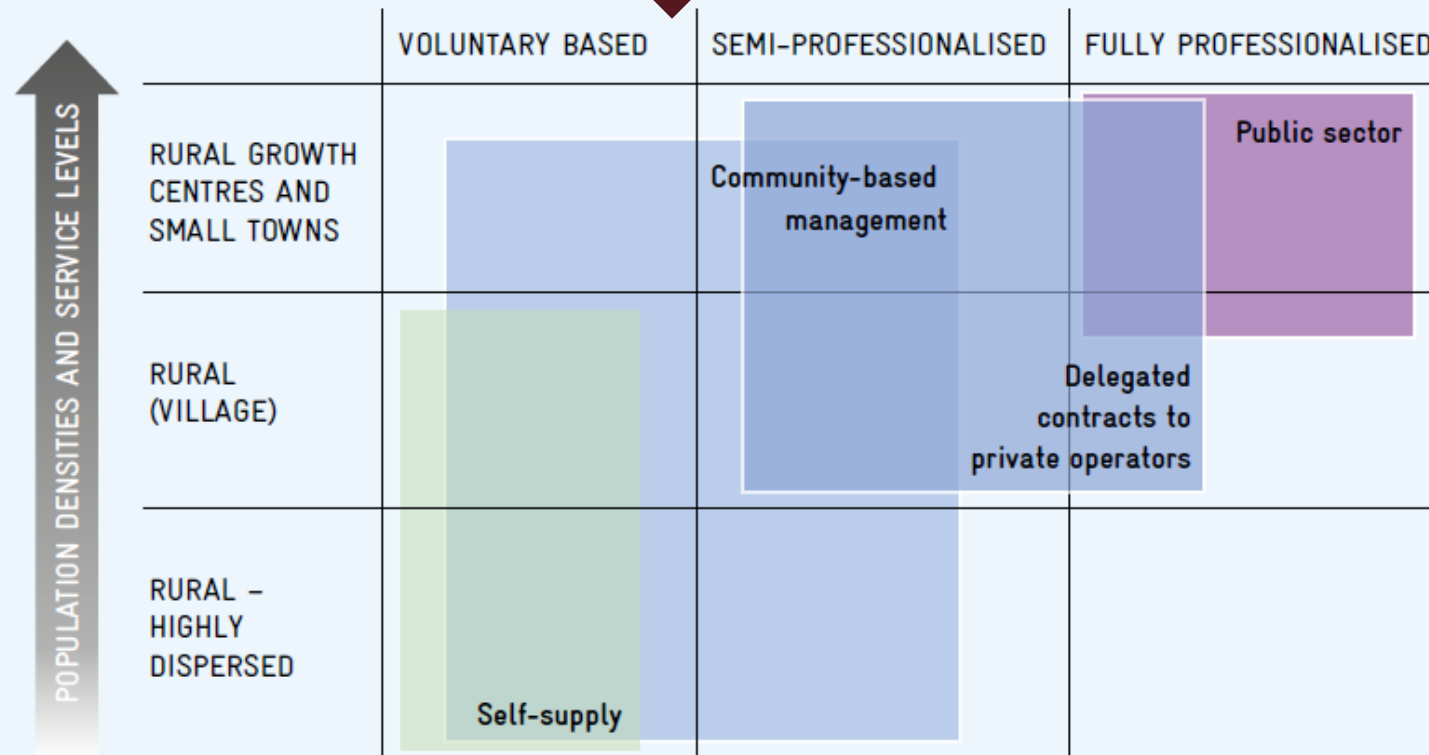 VOLUNTARY BASED
SEMI-PROFESSIONALISED
FULLY PROFESSIONALISED
POPULATION DENSITIES AND SERVICE LEVELS
RURAL GROWTH
CENTRES AND
SMALL TOWNS
Community-based
management
Public sector
RURAL
(VILLAGE)
Delegated
contracts to
private operators
RURAL –
HIGHLY
DISPERSED
Self-supply